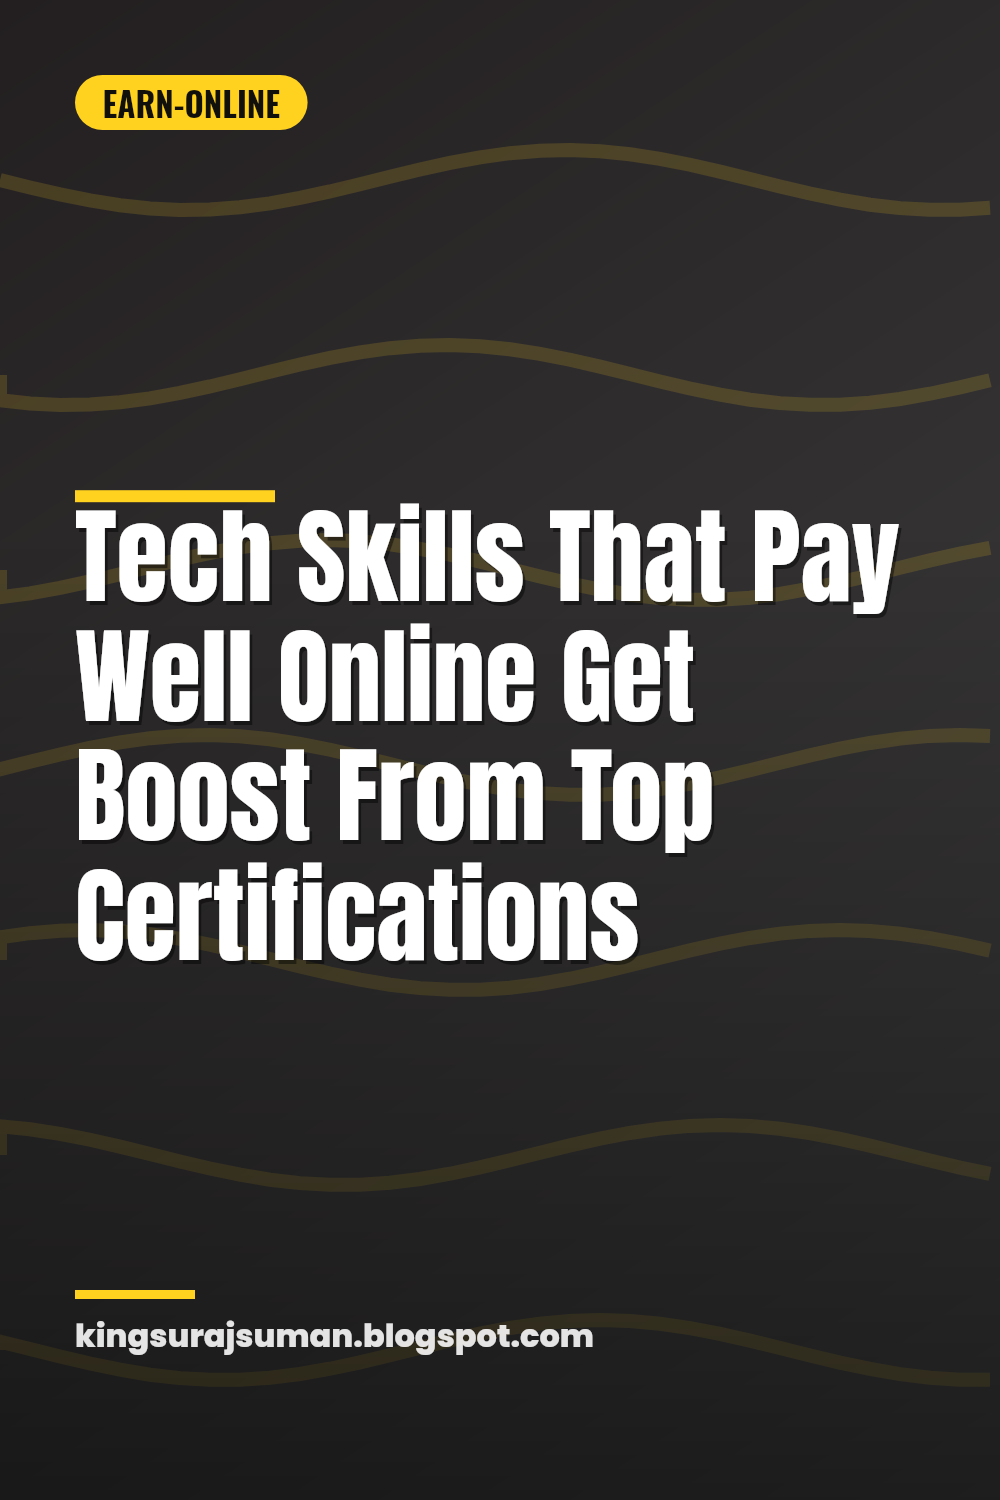 EARN-ONLINE
Tech Skills That Pay
Well Online Get
Boost From Top
Certifications
kingsurajsuman.blogspot.com